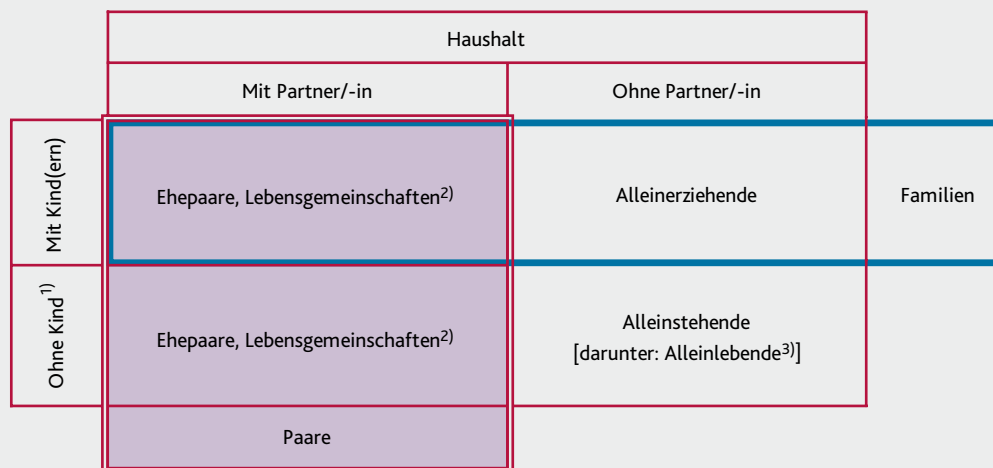 Haushalt
Mit Partner/-in
Ohne Partner/-in
Mit Kind(ern)
Ehepaare, Lebensgemeinschaften2)
Alleinerziehende
Familien
Ohne Kind1)
Ehepaare, Lebensgemeinschaften2)
Alleinstehende
[darunter: Alleinlebende3)]
Paare